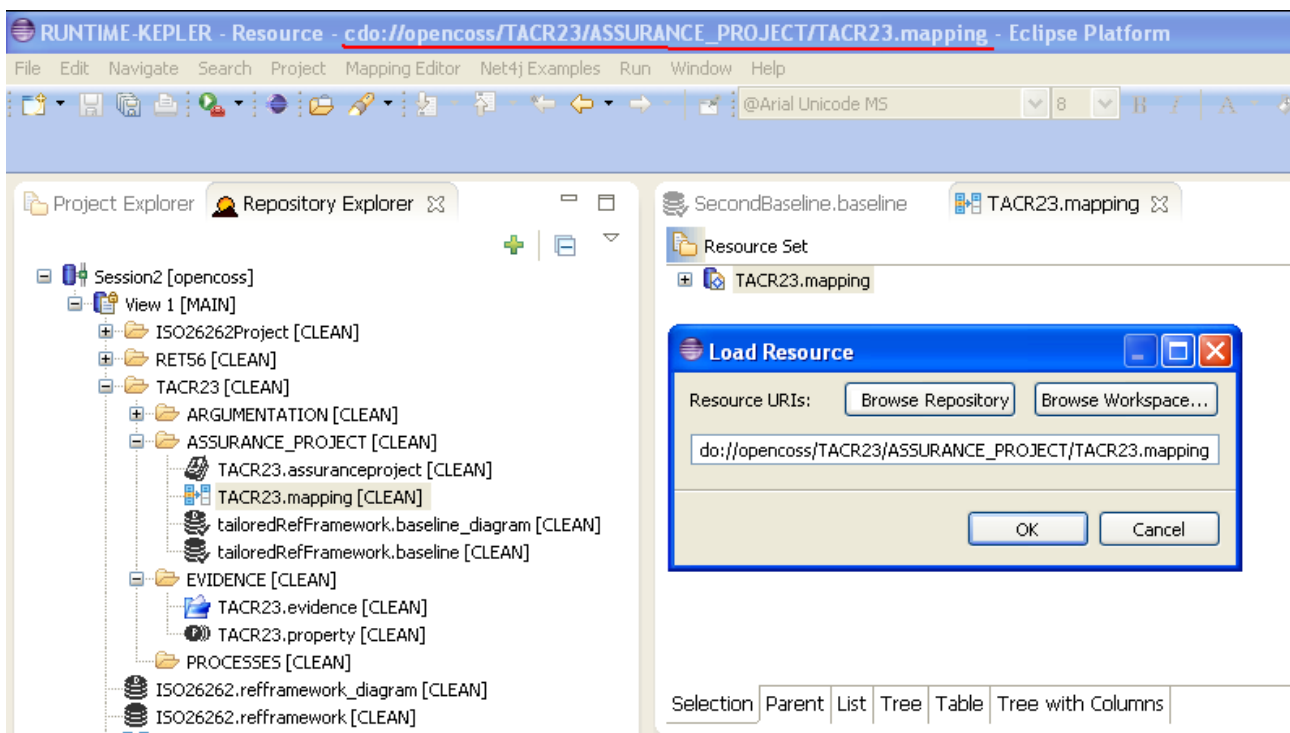 RUNTIME-KEPLER - Resource - cdo://opencoss/TACR23/ASSURANCE_PROJECT/TACR23.mapping - Eclipse Platform
File Edit Navigate Search Project Mapping Editor Net4j Examples Run Window Help
@Arial Unicode MS 8 B I A
Project Explorer Repository Explorer
Session2 [opencoss]
View 1 [MAIN]
ISO26262Project [CLEAN]
RET56 [CLEAN]
TACR23 [CLEAN]
ARGUMENTATION [CLEAN]
ASSURANCE_PROJECT [CLEAN]
TACR23.assuranceproject [CLEAN]
TACR23.mapping [CLEAN]
tailoredRefFramework.baseline_diagram [CLEAN]
tailoredRefFramework.baseline [CLEAN]
EVIDENCE [CLEAN]
TACR23.evidence [CLEAN]
TACR23.property [CLEAN]
PROCESSES [CLEAN]
ISO26262.refframework_diagram [CLEAN]
ISO26262.refframework [CLEAN]
SecondBaseline.baseline TACR23.mapping
Resource Set
TACR23.mapping
Load Resource
Resource URIs: Browse Repository Browse Workspace...
do://opencoss/TACR23/ASSURANCE_PROJECT/TACR23.mapping
OK Cancel
Selection Parent List Tree Table Tree with Columns